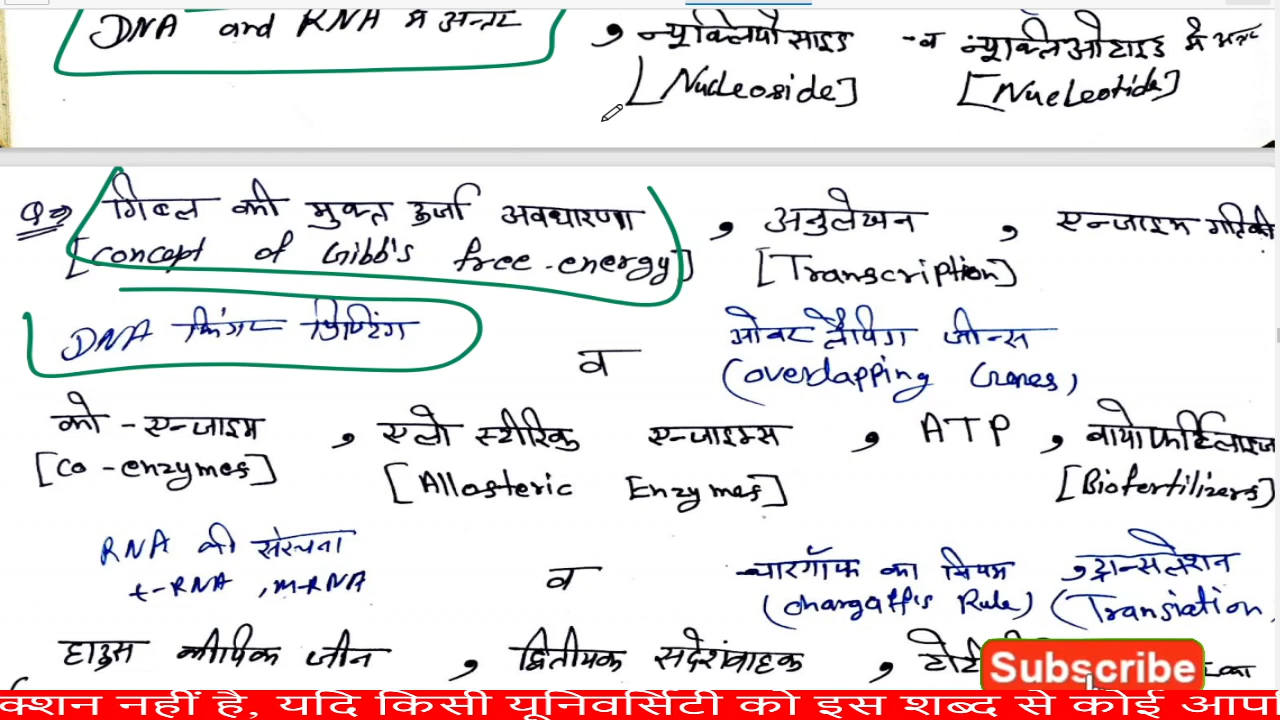 DNA and RNA में अन्तर , न्यूक्लियोसाइड व न्यूक्लिओटाइड में अन्तर
[Nucleoside] [Nucleotide]
Q⇒ गिब्स की मुक्त ऊर्जा अवधारणा , अनुलेखन , एन्जाइम गतिकी
[concept of Gibb's free-energy] [Transcription]
DNA फिंगर प्रिंटिंग व ओवर लैपिंग जीन्स
(overlapping Genes)
को-एन्जाइम , एलोस्टीरिक एन्जाइम्स , ATP , बायोफर्टिलाइज
[Co-enzymes] [Allosteric Enzymes] [Biofertilizers]
RNA की संरचना व चारगॉफ का नियम , ट्रान्सलेशन
t-RNA , m-RNA (Chargaff's Rule) (Translation)
हाउस कीपिंग जीन , द्वितीयक संदेशवाहक ,
Subscribe
क्शन नहीं है, यदि किसी यूनिवर्सिटी को इस शब्द से कोई आप